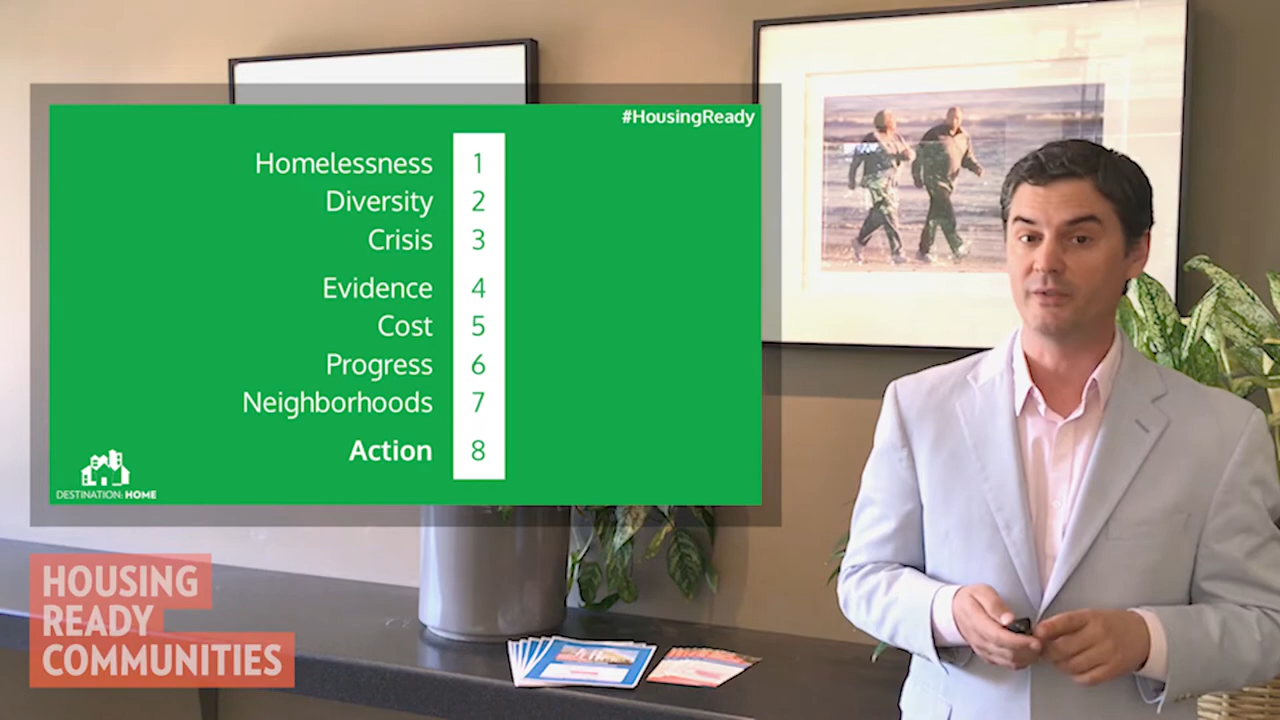 #HousingReady
Homelessness 1
Diversity 2
Crisis 3
Evidence 4
Cost 5
Progress 6
Neighborhoods 7
Action 8
DESTINATION: HOME
HOUSING
READY
COMMUNITIES